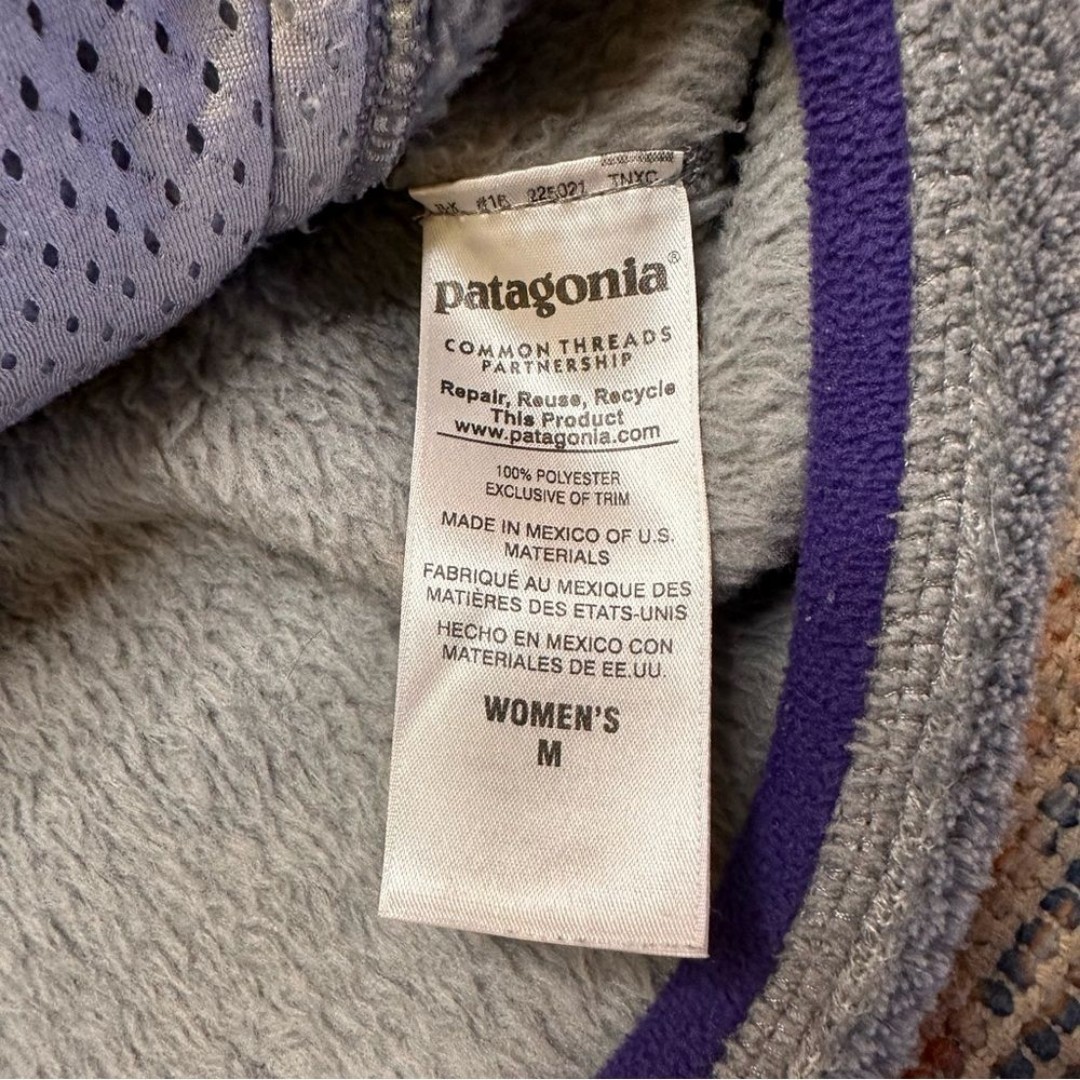 #16 225021 TNXC
patagonia®
COMMON THREADS
PARTNERSHIP
Repair, Reuse, Recycle
This Product
www.patagonia.com
100% POLYESTER
EXCLUSIVE OF TRIM
MADE IN MEXICO OF U.S.
MATERIALS
FABRIQUÉ AU MEXIQUE DES
MATIÈRES DES ETATS-UNIS
HECHO EN MEXICO CON
MATERIALES DE EE.UU.
WOMEN'S
M